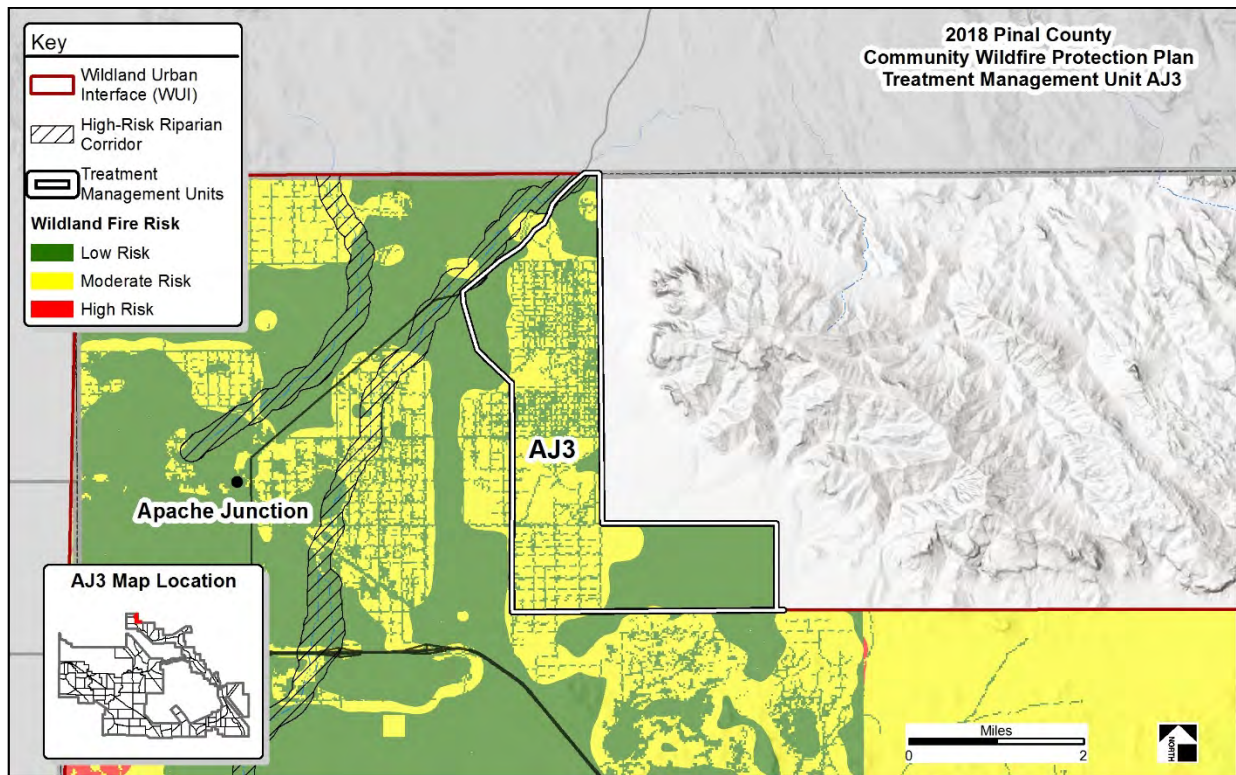 Key
Wildland Urban
Interface (WUI)
High-Risk Riparian
Corridor
Treatment
Management Units
Wildland Fire Risk
Low Risk
Moderate Risk
High Risk
2018 Pinal County
Community Wildfire Protection Plan
Treatment Management Unit AJ3
AJ3
Apache Junction
AJ3 Map Location
Miles
0 2
NORTH